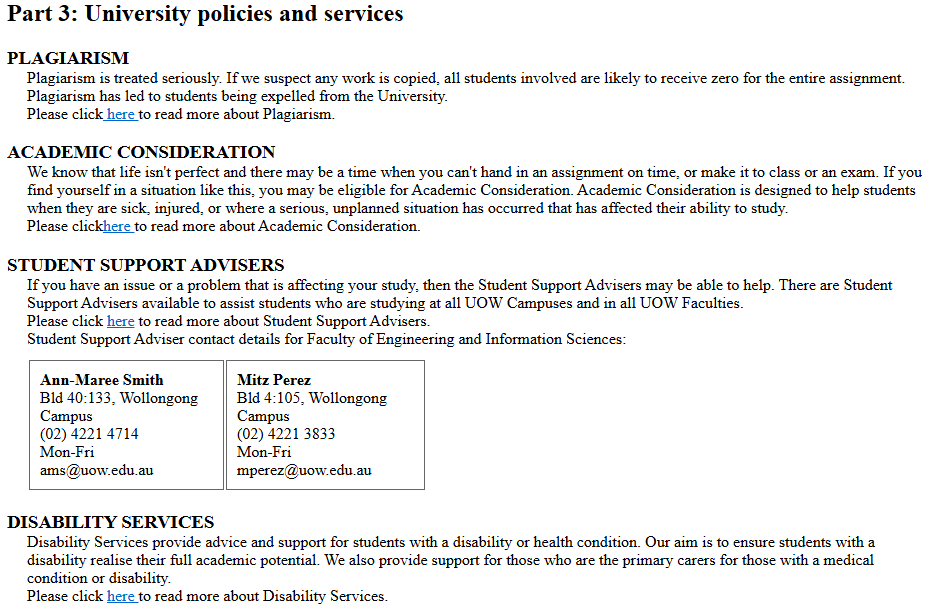 Part 3: University policies and services
PLAGIARISM
Plagiarism is treated seriously. If we suspect any work is copied, all students involved are likely to receive zero for the entire assignment.
Plagiarism has led to students being expelled from the University.
Please click here to read more about Plagiarism.
ACADEMIC CONSIDERATION
We know that life isn't perfect and there may be a time when you can't hand in an assignment on time, or make it to class or an exam. If you
find yourself in a situation like this, you may be eligible for Academic Consideration. Academic Consideration is designed to help students
when they are sick, injured, or where a serious, unplanned situation has occurred that has affected their ability to study.
Please clickhere to read more about Academic Consideration.
STUDENT SUPPORT ADVISERS
If you have an issue or a problem that is affecting your study, then the Student Support Advisers may be able to help. There are Student
Support Advisers available to assist students who are studying at all UOW Campuses and in all UOW Faculties.
Please click here to read more about Student Support Advisers.
Student Support Adviser contact details for Faculty of Engineering and Information Sciences:
Ann-Maree Smith
Bld 40:133, Wollongong
Campus
(02) 4221 4714
Mon-Fri
ams@uow.edu.au
Mitz Perez
Bld 4:105, Wollongong
Campus
(02) 4221 3833
Mon-Fri
mperez@uow.edu.au
DISABILITY SERVICES
Disability Services provide advice and support for students with a disability or health condition. Our aim is to ensure students with a
disability realise their full academic potential. We also provide support for those who are the primary carers for those with a medical
condition or disability.
Please click here to read more about Disability Services.